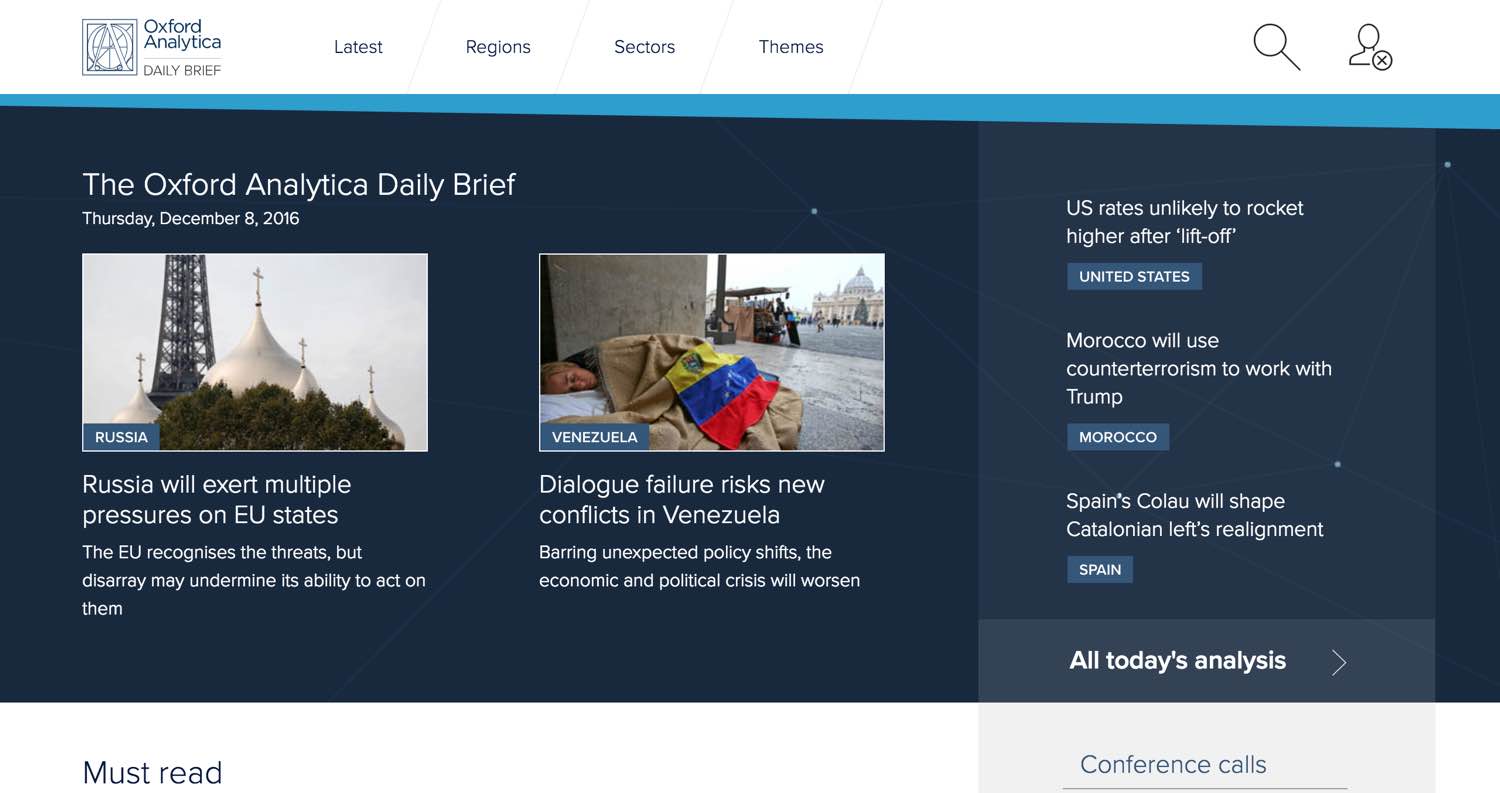 Oxford
Analytica
DAILY BRIEF
Latest
Regions
Sectors
Themes
The Oxford Analytica Daily Brief
Thursday, December 8, 2016
RUSSIA
Russia will exert multiple
pressures on EU states
The EU recognises the threats, but
disarray may undermine its ability to act on
them
VENEZUELA
Dialogue failure risks new
conflicts in Venezuela
Barring unexpected policy shifts, the
economic and political crisis will worsen
US rates unlikely to rocket
higher after ‘lift-off’
UNITED STATES
Morocco will use
counterterrorism to work with
Trump
MOROCCO
Spain's Colau will shape
Catalonian left’s realignment
SPAIN
All today's analysis
Must read
Conference calls